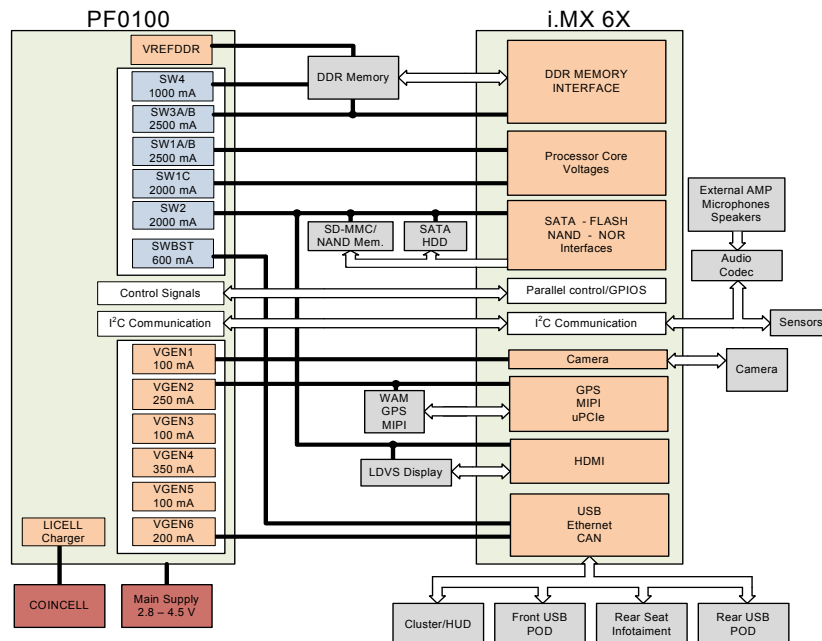 PF0100
i.MX 6X
VREFDDR
SW4
1000 mA
SW3A/B
2500 mA
SW1A/B
2500 mA
SW1C
2000 mA
SW2
2000 mA
SWBST
600 mA
Control Signals
I²C Communication
VGEN1
100 mA
VGEN2
250 mA
VGEN3
100 mA
VGEN4
350 mA
VGEN5
100 mA
VGEN6
200 mA
LICELL
Charger
COINCELL
Main Supply
2.8 – 4.5 V
DDR Memory
SD-MMC/
NAND Mem.
SATA
HDD
WAM
GPS
MIPI
LDVS Display
DDR MEMORY
INTERFACE
Processor Core
Voltages
SATA - FLASH
NAND - NOR
Interfaces
Parallel control/GPIOS
I²C Communication
Camera
GPS
MIPI
uPCIe
HDMI
USB
Ethernet
CAN
External AMP
Microphones
Speakers
Audio
Codec
Sensors
Camera
Cluster/HUD
Front USB
POD
Rear Seat
Infotaiment
Rear USB
POD